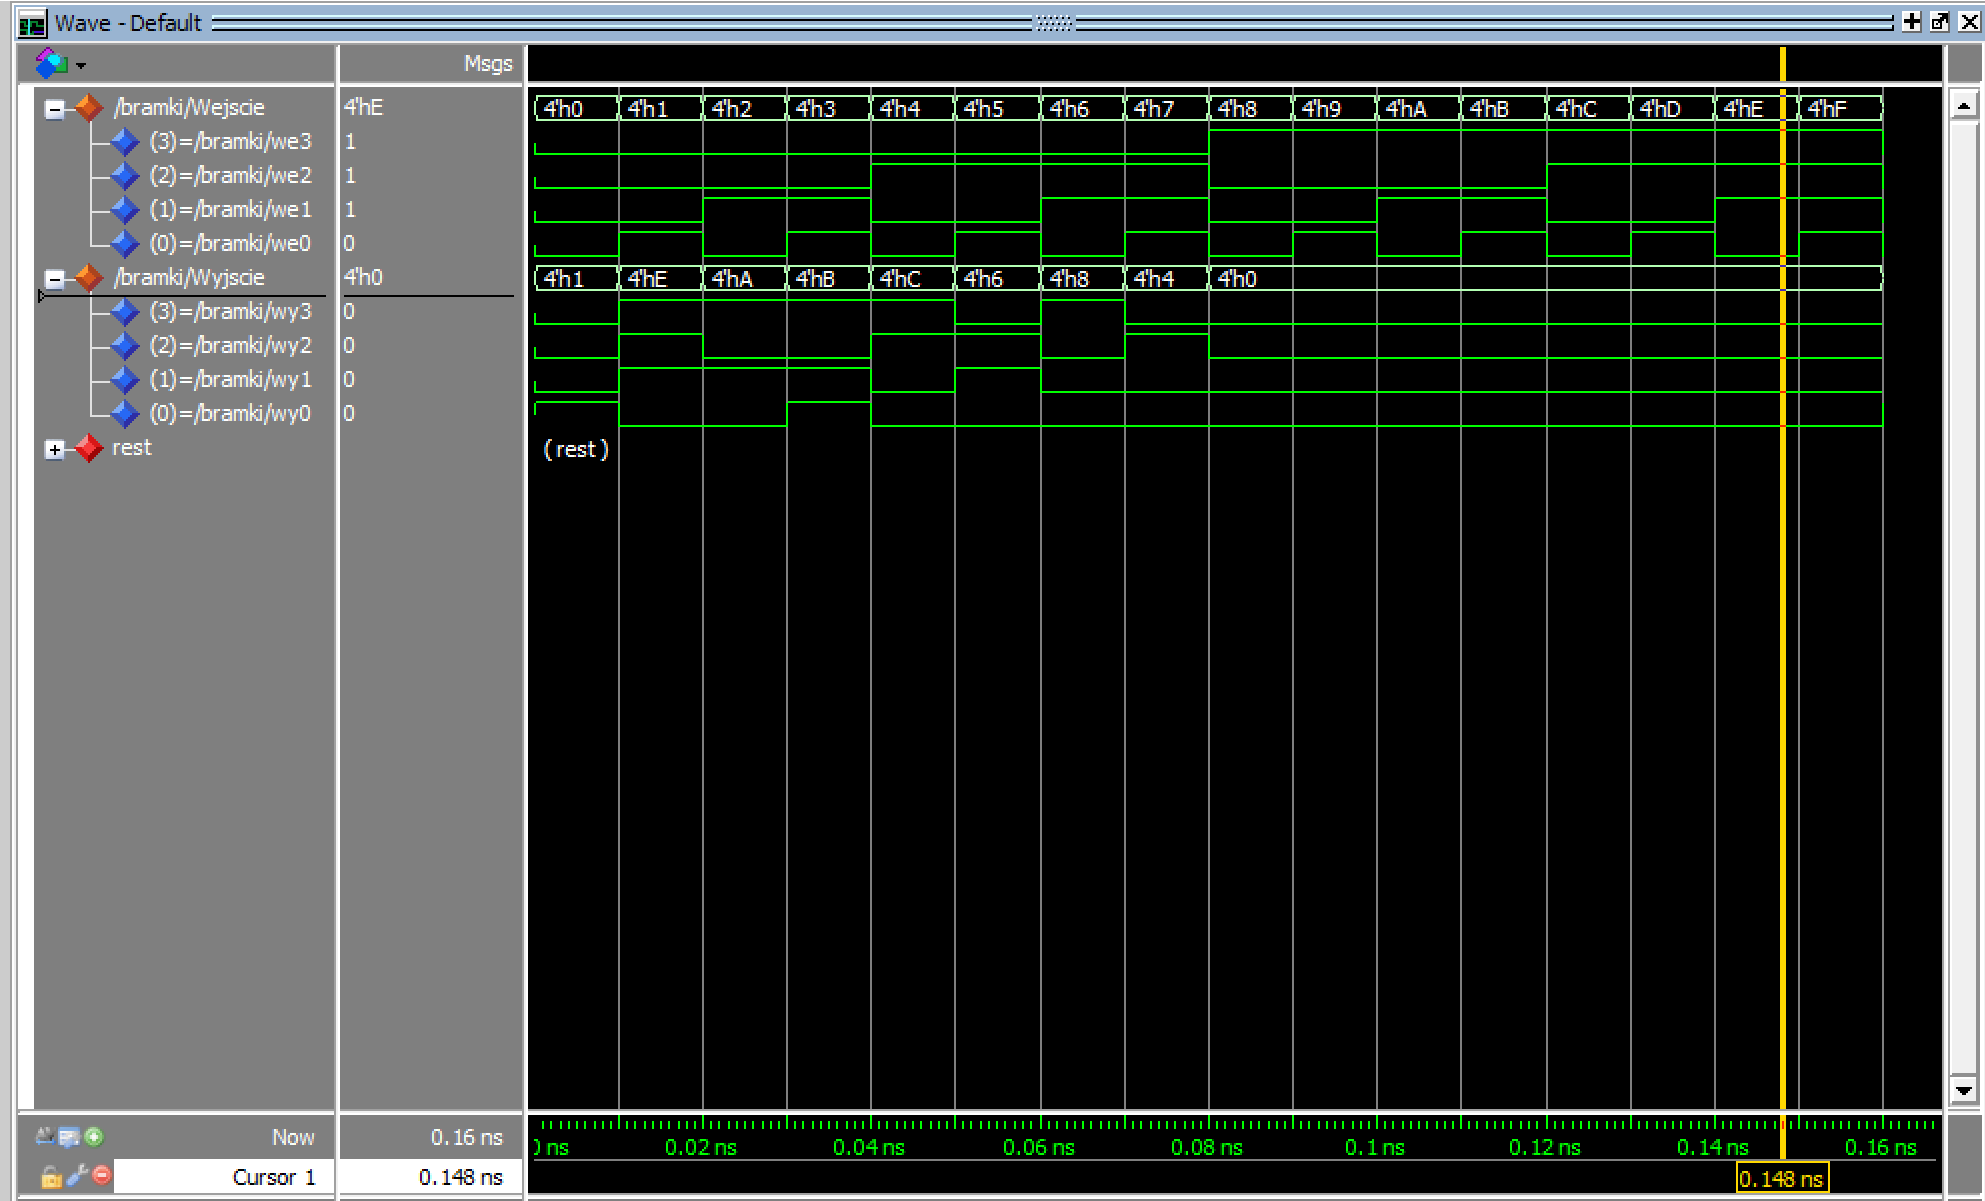 Wave - Default
Msgs
/bramki/Wejscie 4'hE 4'h0 4'h1 4'h2 4'h3 4'h4 4'h5 4'h6 4'h7 4'h8 4'h9 4'hA 4'hB 4'hC 4'hD 4'hE 4'hF
(3)=/bramki/we3 1
(2)=/bramki/we2 1
(1)=/bramki/we1 1
(0)=/bramki/we0 0
/bramki/Wyjscie 4'h0 4'h1 4'hE 4'hA 4'hB 4'hC 4'h6 4'h8 4'h4 4'h0
(3)=/bramki/wy3 0
(2)=/bramki/wy2 0
(1)=/bramki/wy1 0
(0)=/bramki/wy0 0
rest (rest)
Now 0.16 ns ns 0.02 ns 0.04 ns 0.06 ns 0.08 ns 0.1 ns 0.12 ns 0.14 ns 0.16 ns
Cursor 1 0.148 ns 0.148 ns